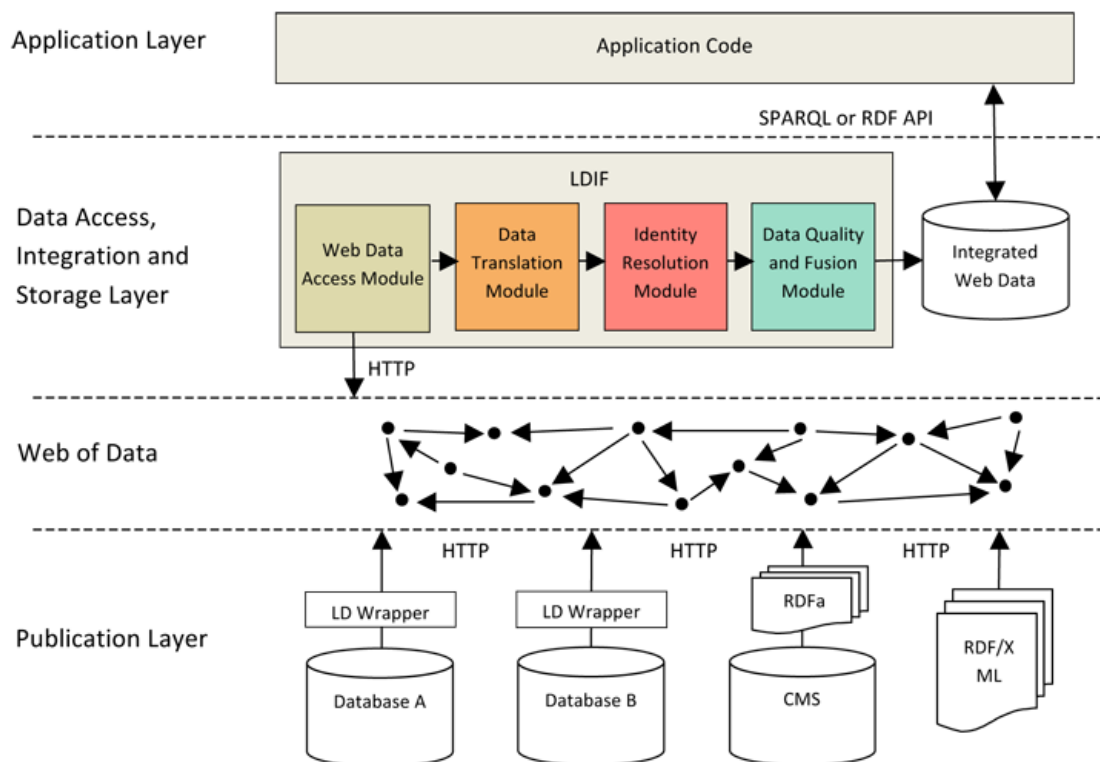 Application Layer
Application Code
SPARQL or RDF API
LDIF
Data Access,
Integration and
Storage Layer
Web Data
Access Module
Data
Translation
Module
Identity
Resolution
Module
Data Quality
and Fusion
Module
Integrated
Web Data
HTTP
Web of Data
HTTP
HTTP
HTTP
Publication Layer
LD Wrapper
Database A
LD Wrapper
Database B
RDFa
CMS
RDF/X
ML